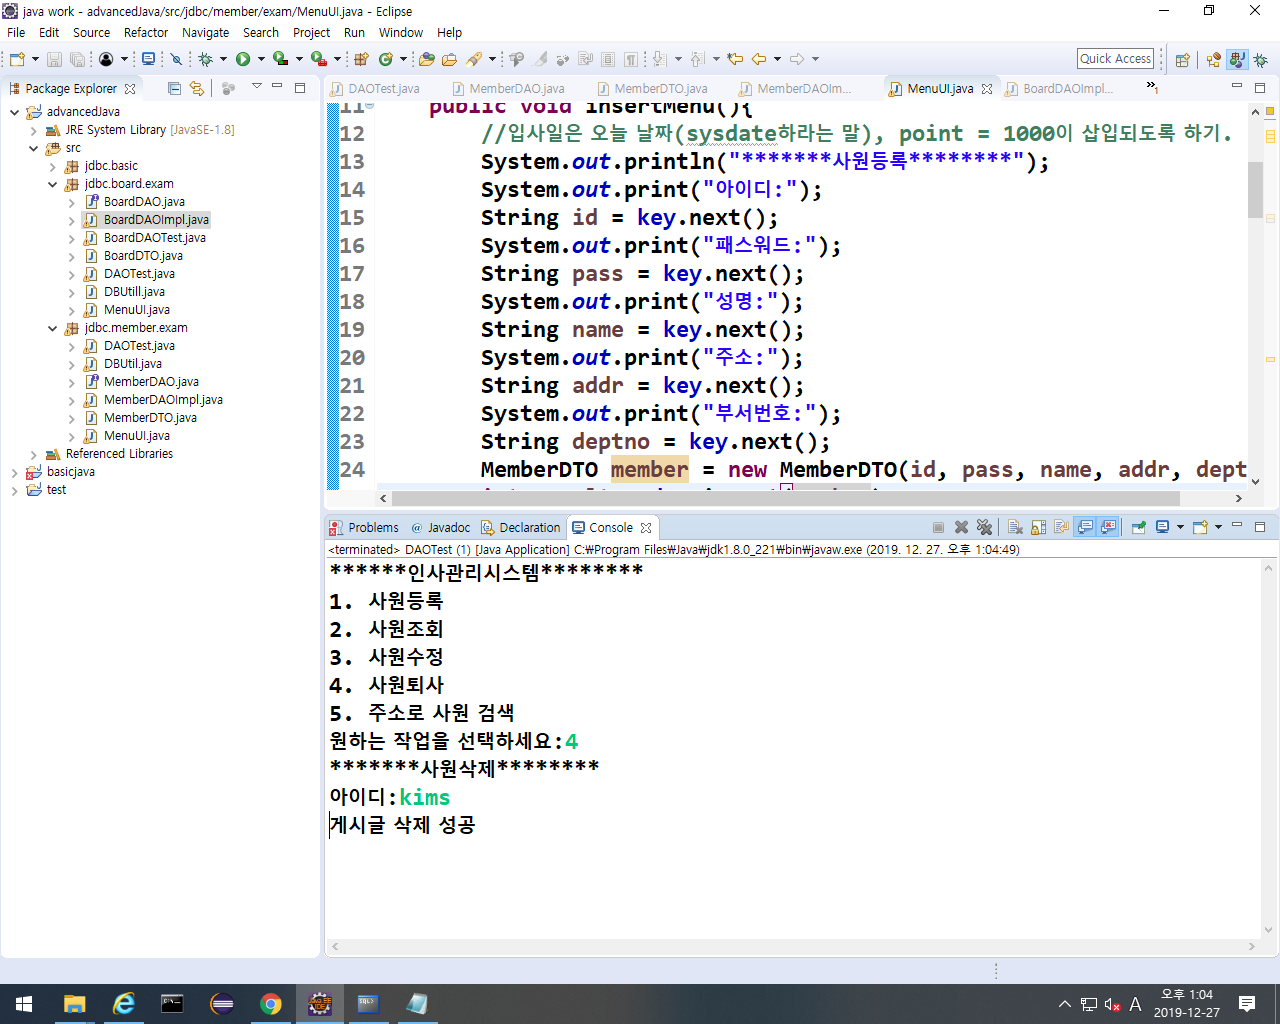 java work - advancedJava/src/jdbc/member/exam/MenuUI.java - Eclipse
File Edit Source Refactor Navigate Search Project Run Window Help
Quick Access
Package Explorer
advancedJava
JRE System Library [JavaSE-1.8]
src
jdbc.basic
jdbc.board.exam
BoardDAO.java
BoardDAOImpl.java
BoardDAOTest.java
BoardDTO.java
DAOTest.java
DBUtill.java
MenuUI.java
jdbc.member.exam
DAOTest.java
DBUtil.java
MemberDAO.java
MemberDAOImpl.java
MemberDTO.java
MenuUI.java
Referenced Libraries
basicjava
test
DAOTest.java MemberDAO.java MemberDTO.java MemberDAOIm... MenuUI.java BoardDAOImpl... »1
11 public void insertMenu(){
12 //입사일은 오늘 날짜(sysdate하라는 말), point = 1000이 삽입되도록 하기.
13 System.out.println("*******사원등록********");
14 System.out.print("아이디:");
15 String id = key.next();
16 System.out.print("패스워드:");
17 String pass = key.next();
18 System.out.print("성명:");
19 String name = key.next();
20 System.out.print("주소:");
21 String addr = key.next();
22 System.out.print("부서번호:");
23 String deptno = key.next();
24 MemberDTO member = new MemberDTO(id, pass, name, addr, dept
Problems @ Javadoc Declaration Console
<terminated> DAOTest (1) [Java Application] C:₩Program Files₩Java₩jdk1.8.0_221₩bin₩javaw.exe (2019. 12. 27. 오후 1:04:49)
******인사관리시스템********
1. 사원등록
2. 사원조회
3. 사원수정
4. 사원퇴사
5. 주소로 사원 검색
원하는 작업을 선택하세요:4
*******사원삭제********
아이디:kims
게시글 삭제 성공
Java EE
IDE
SQL>
A
오후 1:04
2019-12-27